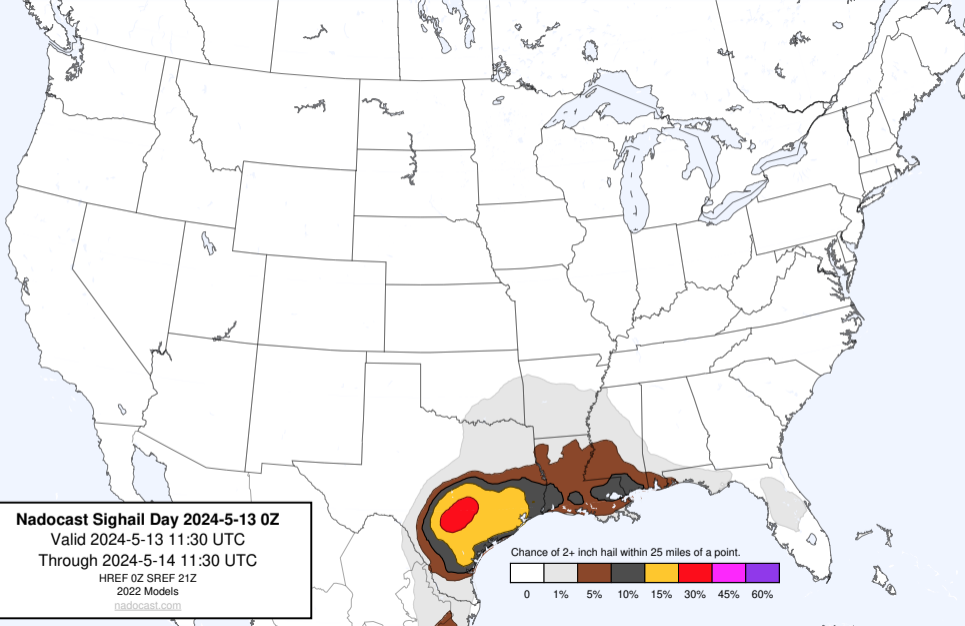 Nadocast Sighail Day 2024-5-13 0Z
Valid 2024-5-13 11:30 UTC
Through 2024-5-14 11:30 UTC
HREF 0Z SREF 21Z
2022 Models
nadocast.com
Chance of 2+ inch hail within 25 miles of a point.
0 1% 5% 10% 15% 30% 45% 60%